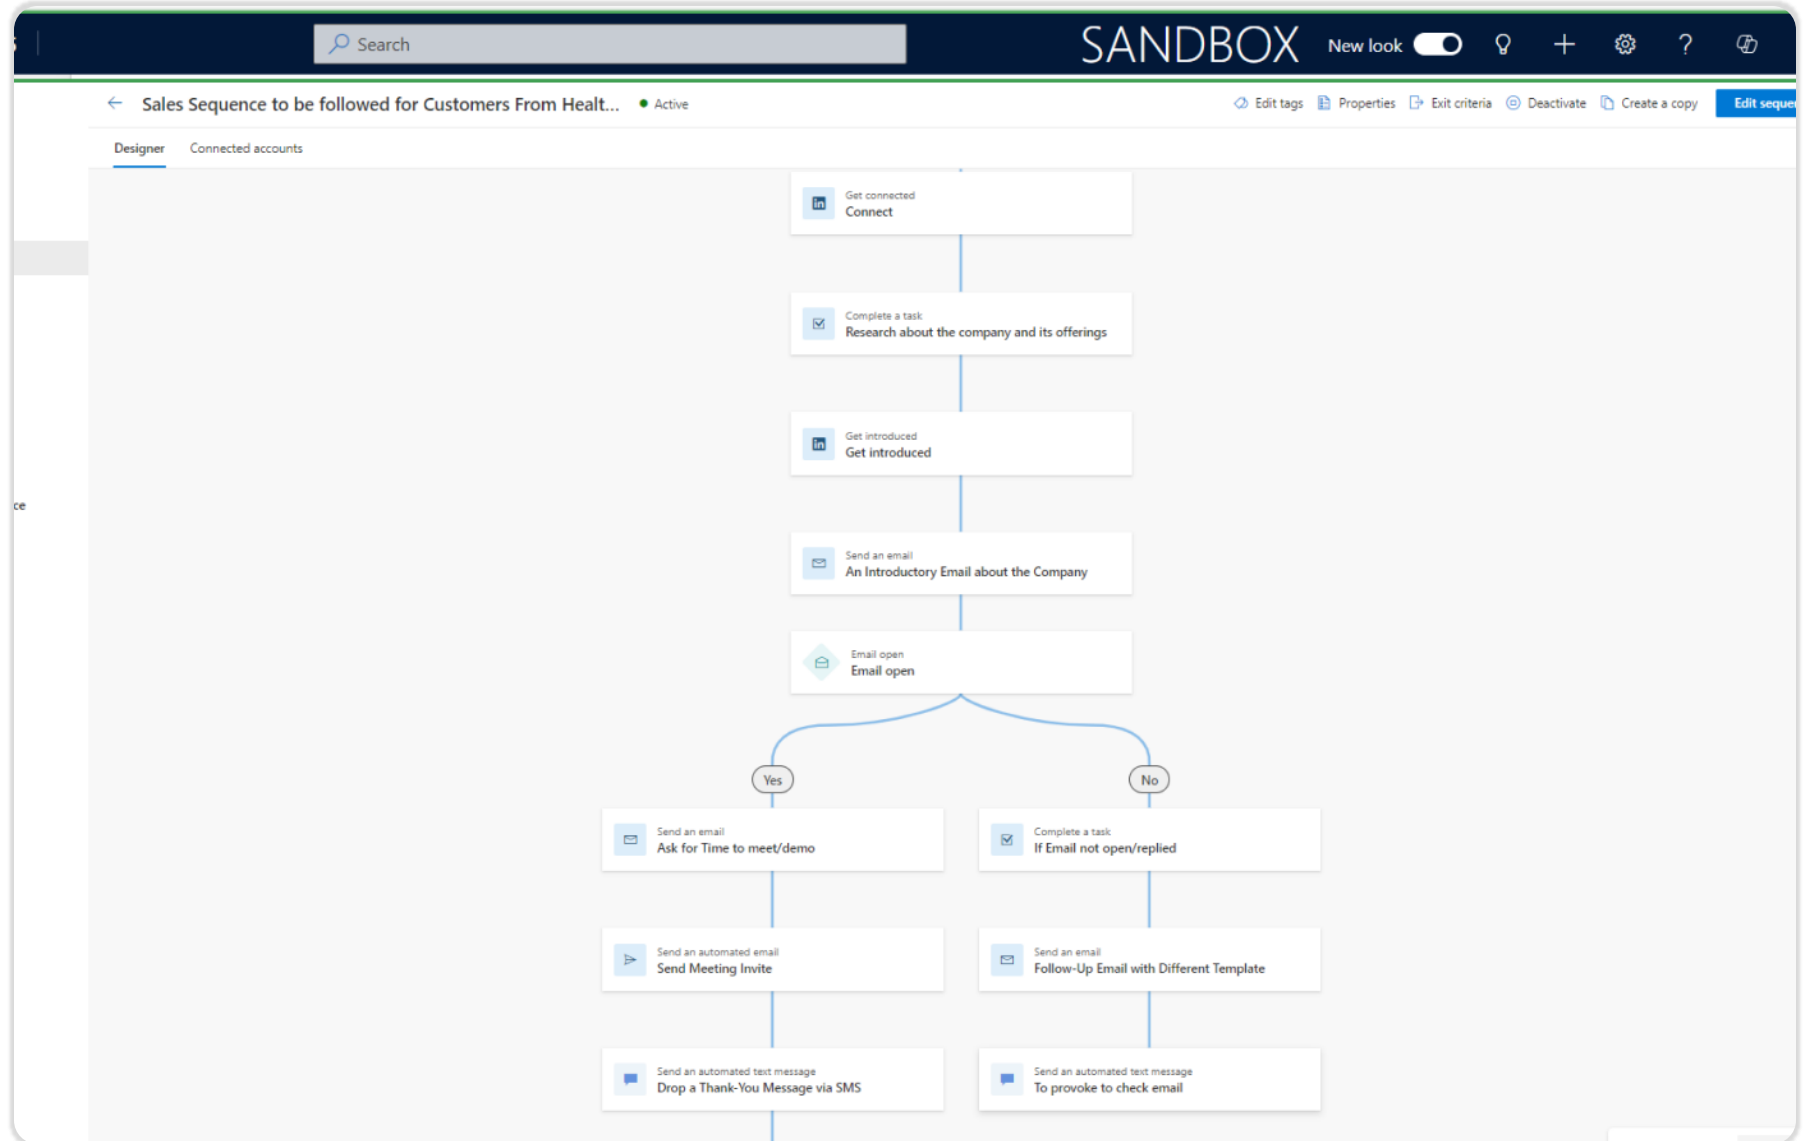 Search
SANDBOX
New look
Sales Sequence to be followed for Customers From Healt...
Active
Edit tags
Properties
Exit criteria
Deactivate
Create a copy
Edit
Designer
Connected accounts
Get connected
Connect
Complete a task
Research about the company and its offerings
Get introduced
Get introduced
ce
Send an email
An Introductory Email about the Company
Email open
Email open
Yes
No
Send an email
Ask for Time to meet/demo
Complete a task
If Email not open/replied
Send an automated email
Send Meeting Invite
Send an email
Follow-Up Email with Different Template
Send an automated text message
Drop a Thank-You Message via SMS
Send an automated text message
To provoke to check email